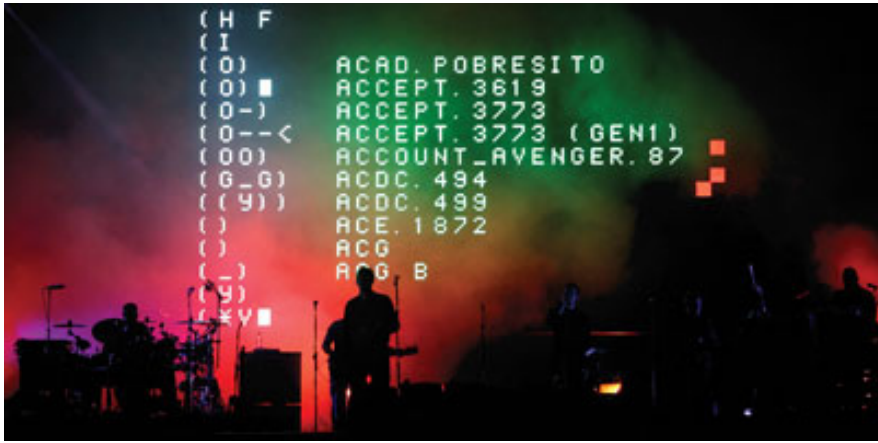 (H F
(I
(O) ACAD.POBRESITO
(O)■ ACCEPT.3619
(O-) ACCEPT.3773
(O--< ACCEPT.3773 (GEN1)
(OO) ACCOUNT_AVENGER.87
(G_G) ACDC.494
((Y)) ACDC.499
() ACE.1872
() ACG
(_) ACG B
(Y)
(*V■